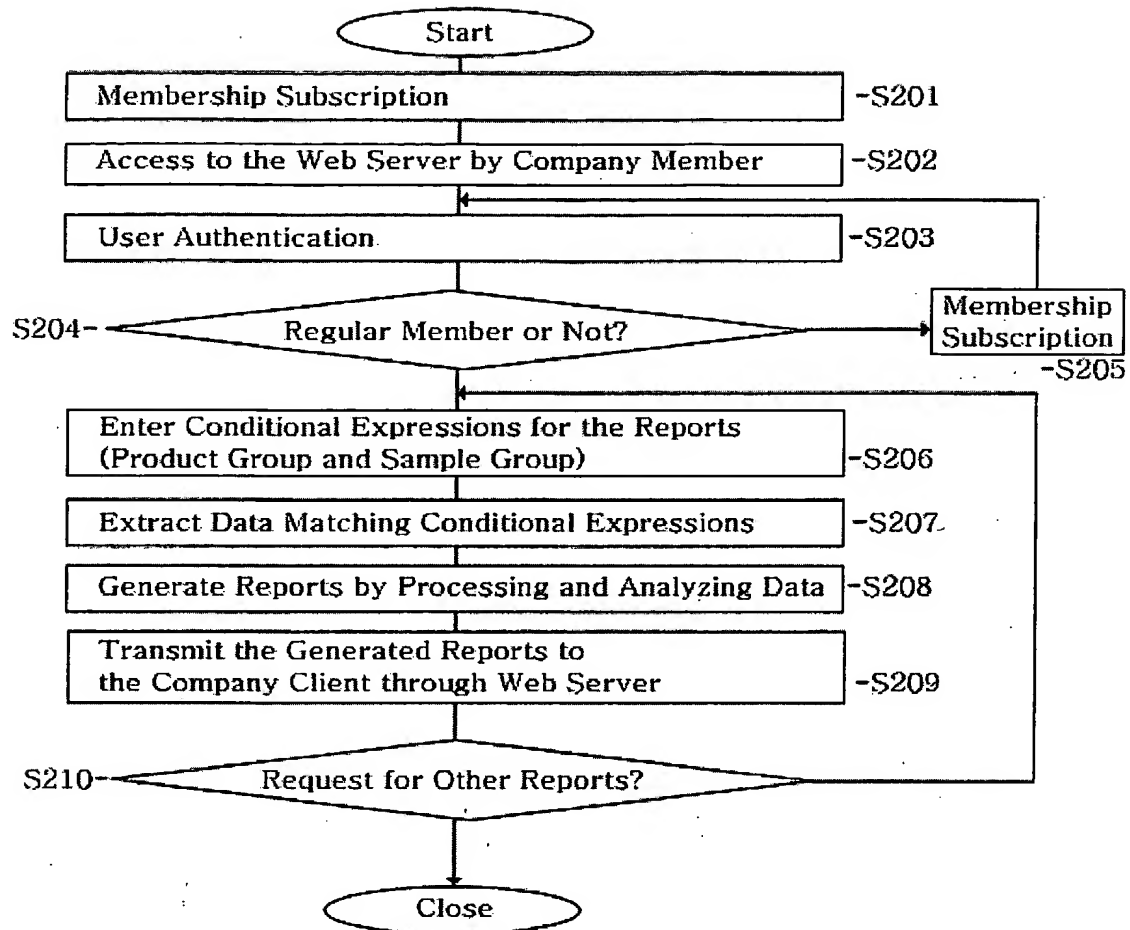 Start
Membership Subscription -S201
Access to the Web Server by Company Member -S202
User Authentication -S203
S204- Regular Member or Not?
Membership
Subscription
-S205
Enter Conditional Expressions for the Reports
(Product Group and Sample Group) -S206
Extract Data Matching Conditional Expressions -S207
Generate Reports by Processing and Analyzing Data -S208
Transmit the Generated Reports to
the Company Client through Web Server -S209
S210- Request for Other Reports?
Close